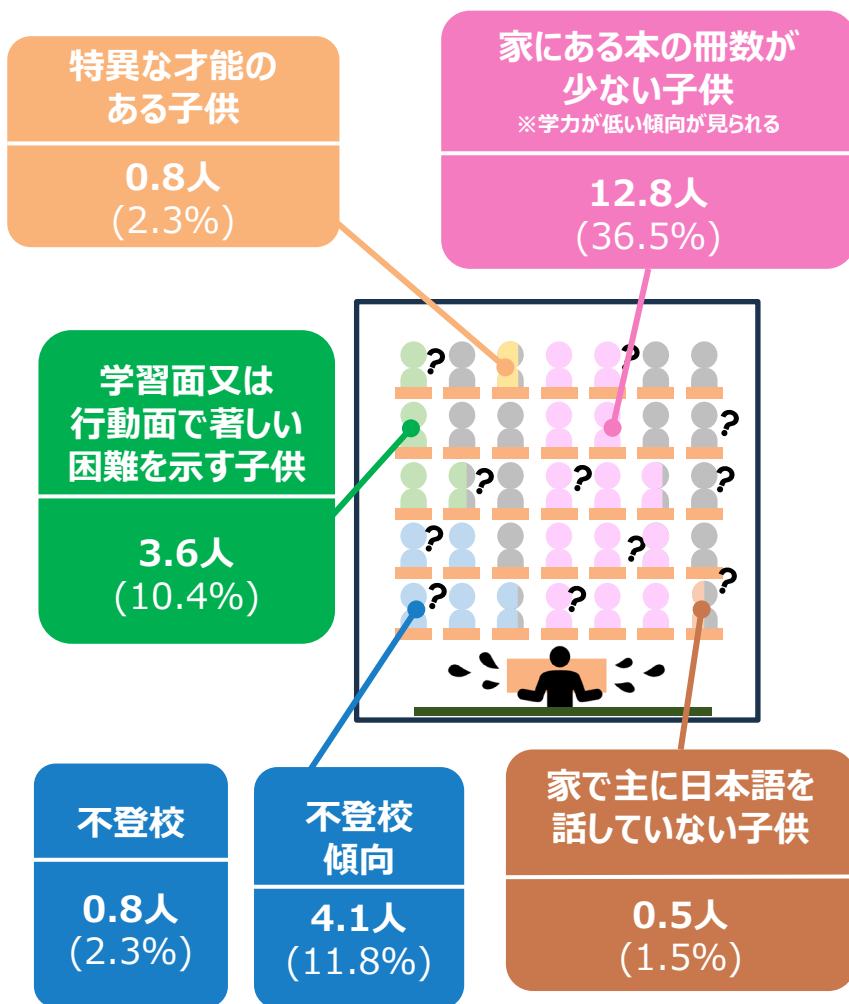 特異な才能の
ある子供
0.8人
(2.3%)
家にある本の冊数が
少ない子供
※学力が低い傾向が見られる
12.8人
(36.5%)
学習面又は
行動面で著しい
困難を示す子供
3.6人
(10.4%)
?
?
?
?
?
?
?
?
?
?
?
不登校
0.8人
(2.3%)
不登校
傾向
4.1人
(11.8%)
家で主に日本語を
話していない子供
0.5人
(1.5%)